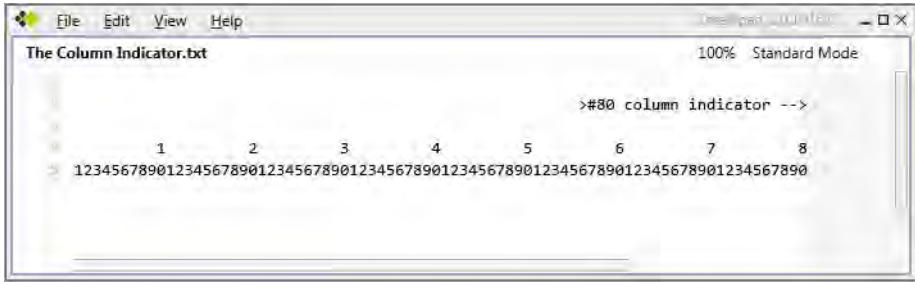 File Edit View Help
The Column Indicator.txt 100% Standard Mode
>#80 column indicator -->
1 2 3 4 5 6 7 8
12345678901234567890123456789012345678901234567890123456789012345678901234567890